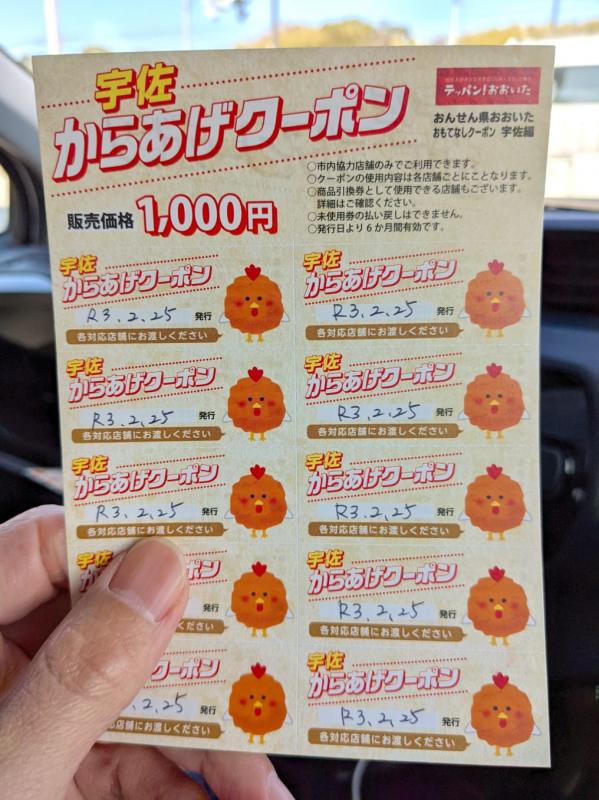 宇佐
からあげクーポン
テッパン!おおいた
おんせん県おおいた
おもてなしクーポン 宇佐編
販売価格 1,000円
○市内協力店舗のみでご利用できます。
○クーポンの使用内容は各店舗ごとにことなります。
○商品引換券として使用できる店舗もございます。
詳細はご確認ください。
○未使用券の払い戻しはできません。
○発行日より6か月間有効です。
宇佐
からあげクーポン
R3.2.25 発行
各対応店舗にお渡しください
宇佐
からあげクーポン
R3.2.25 発行
各対応店舗にお渡しください
宇佐
からあげクーポン
R3.2.25 発行
各対応店舗にお渡しください
宇佐
からあげクーポン
R3.2.25 発行
各対応店舗にお渡しください
宇佐
からあげクーポン
R3.2.25 発行
各対応店舗にお渡しください
宇佐
からあげクーポン
R3.2.25 発行
各対応店舗にお渡しください
宇佐
ポン
発行
しください
宇佐
からあげクーポン
R3.2.25 発行
各対応店舗にお渡しください
クーポン
.2.25 発行
応店舗にお渡しください
宇佐
からあげクーポン
R3.2.25 発行
各対応店舗にお渡しください